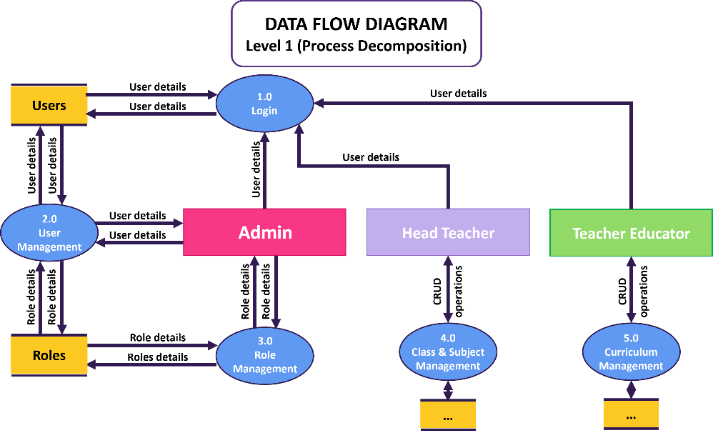 DATA FLOW DIAGRAM
Level 1 (Process Decomposition)
User details
User details
User details
Users
1.0
Login
User details
User details
User details
User details
2.0
User
Management
User details
User details
Admin
Head Teacher
Teacher Educator
Role details
Role details
Role details
Role details
CRUD
operations
CRUD
operations
Roles
Role details
Roles details
3.0
Role
Management
4.0
Class & Subject
Management
5.0
Curriculum
Management
...
...